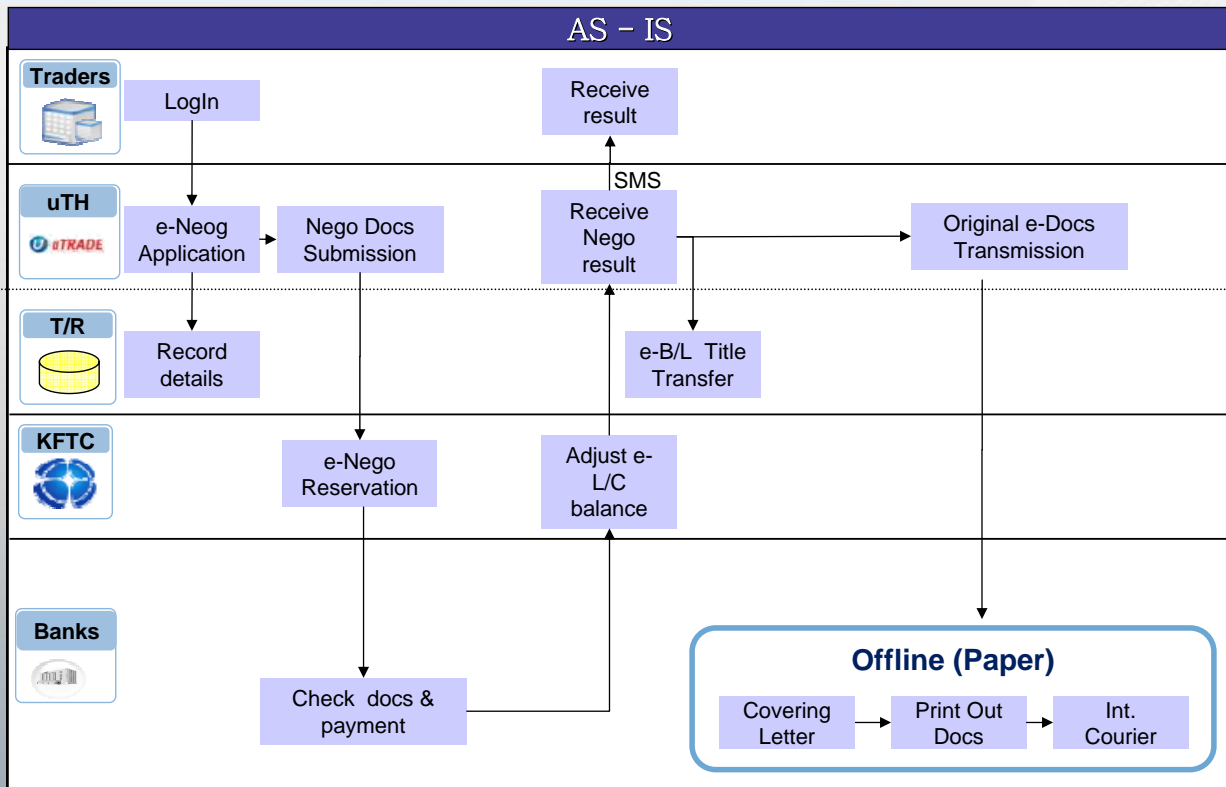 AS – IS
Traders
LogIn
Receive
result
SMS
uTH
uTRADE
e-Neog
Application
Nego Docs
Submission
Receive
Nego
result
Original e-Docs
Transmission
T/R
Record
details
e-B/L Title
Transfer
KFTC
e-Nego
Reservation
Adjust e-
L/C
balance
Banks
Check docs &
payment
Offline (Paper)
Covering
Letter
Print Out
Docs
Int.
Courier